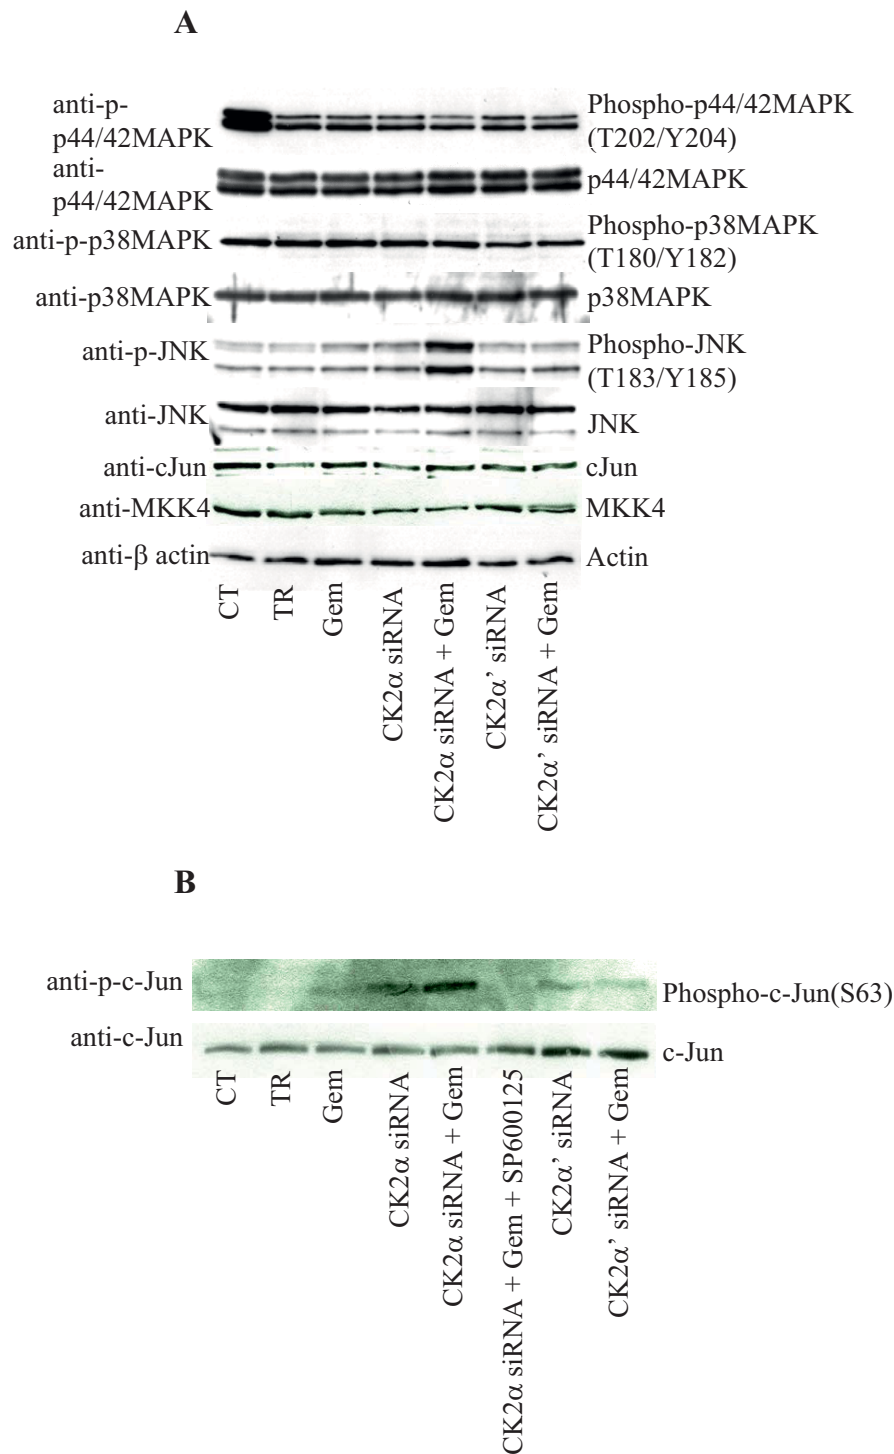 A
anti-p-
p44/42MAPK
Phospho-p44/42MAPK
(T202/Y204)
anti-
p44/42MAPK
p44/42MAPK
anti-p-p38MAPK
Phospho-p38MAPK
(T180/Y182)
anti-p38MAPK
p38MAPK
anti-p-JNK
Phospho-JNK
(T183/Y185)
anti-JNK
JNK
anti-cJun
cJun
anti-MKK4
MKK4
anti-β actin
Actin
CT
TR
Gem
CK2α siRNA
CK2α siRNA + Gem
CK2α’ siRNA
CK2α’ siRNA + Gem
B
anti-p-c-Jun
Phospho-c-Jun(S63)
anti-c-Jun
c-Jun
CT
TR
Gem
CK2α siRNA
CK2α siRNA + Gem
CK2α siRNA + Gem + SP600125
CK2α’ siRNA
CK2α’ siRNA + Gem